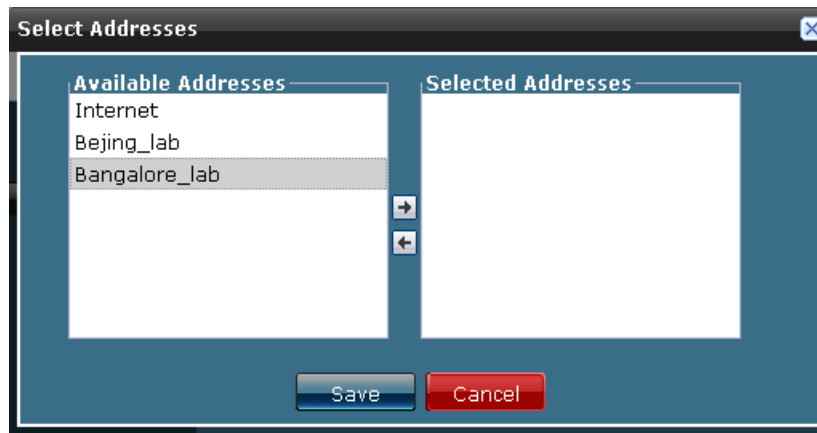 Select Addresses
Available Addresses
Selected Addresses
Internet
Bejing_lab
Bangalore_lab
Save
Cancel